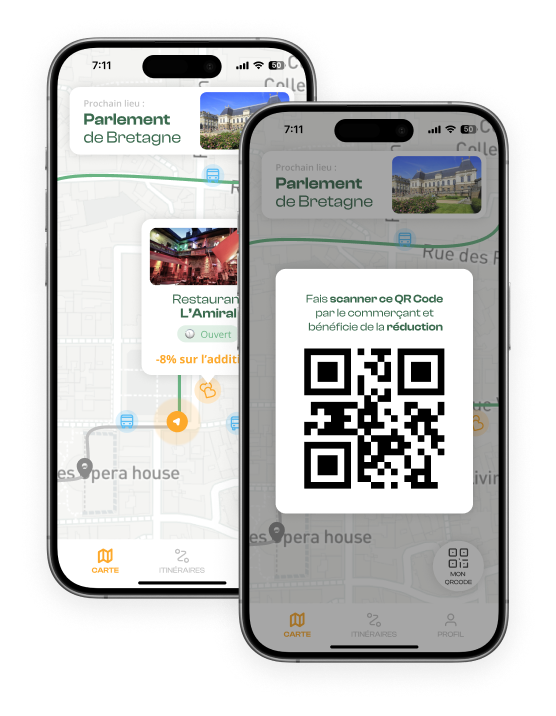 7:11
50
Colle
Prochain lieu :
Parlement
de Bretagne
Restauran
L'Amiral
Ouvert
-8% sur l'additi
es Opera house
CARTE
ITINÉRAIRES
7:11
50
Colle
Prochain lieu :
Parlement
de Bretagne
Rue des F
Fais scanner ce QR Code
par le commerçant et
bénéficie de la réduction
es Opera house
MON
QRCODE
CARTE
ITINÉRAIRES
PROFIL